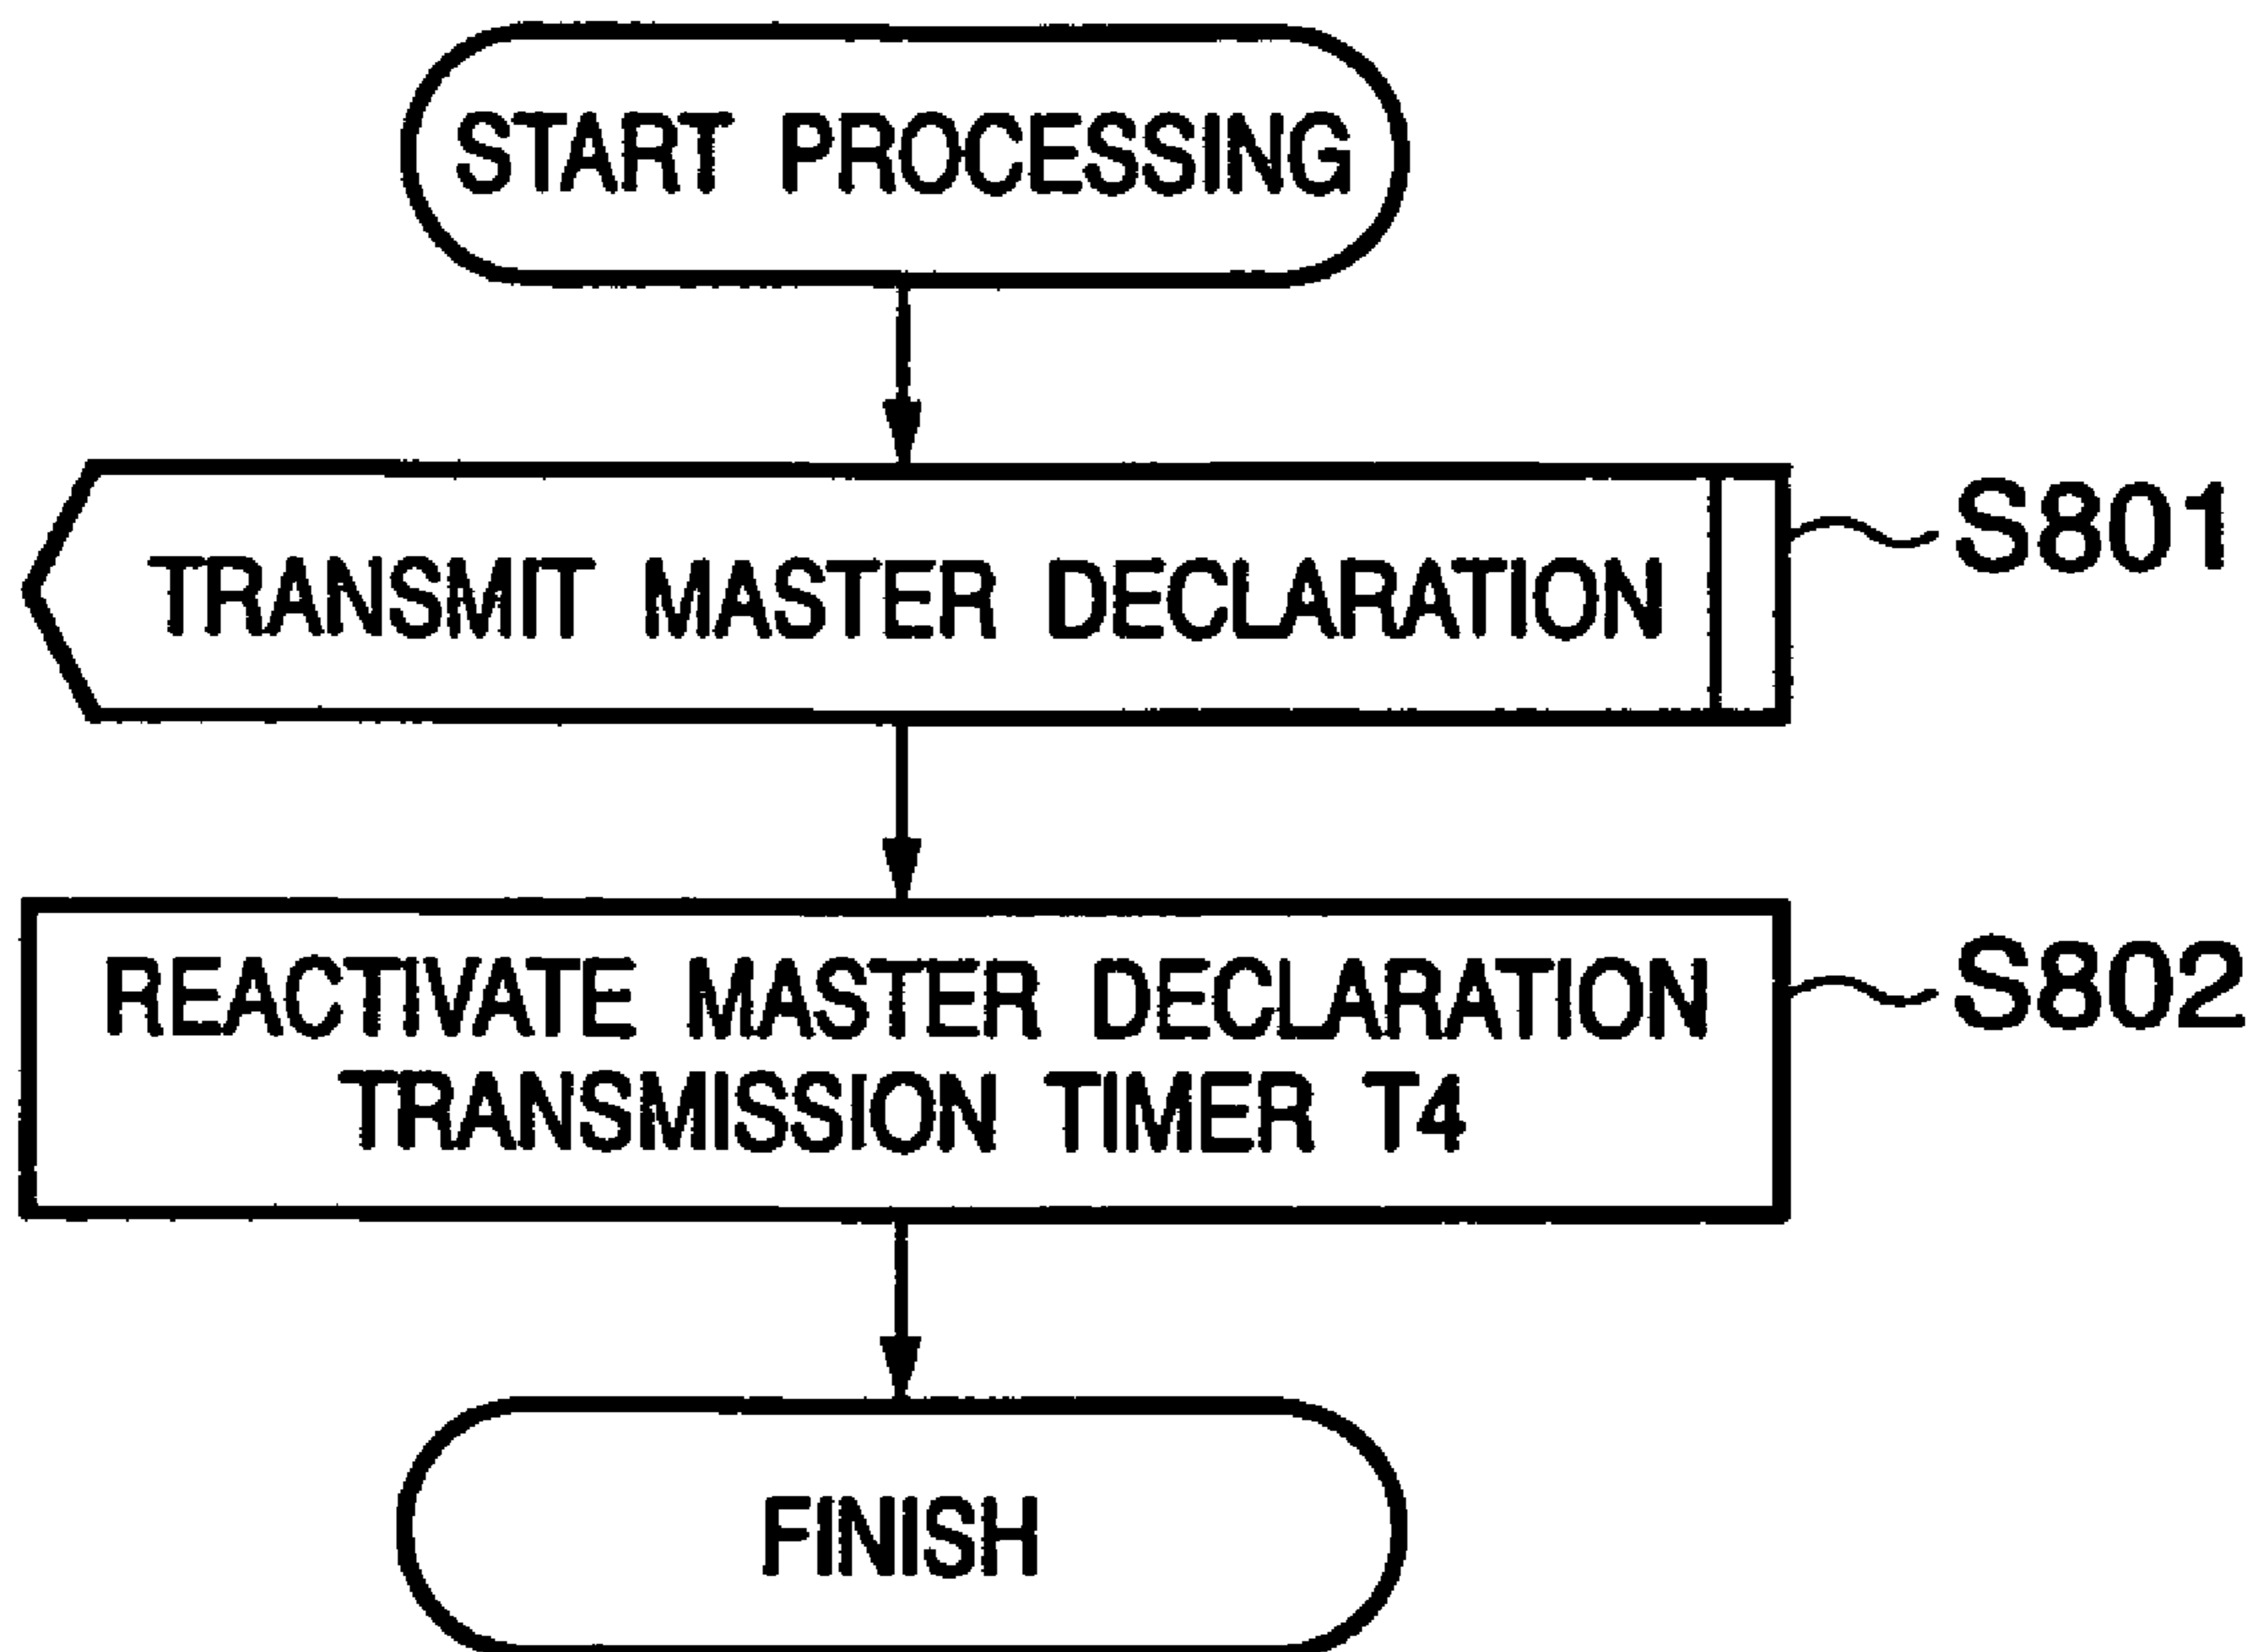 START PROCESSING
TRANSMIT MASTER DECLARATION
S801
REACTIVATE MASTER DECLARATION
TRANSMISSION TIMER T4
S802
FINISH